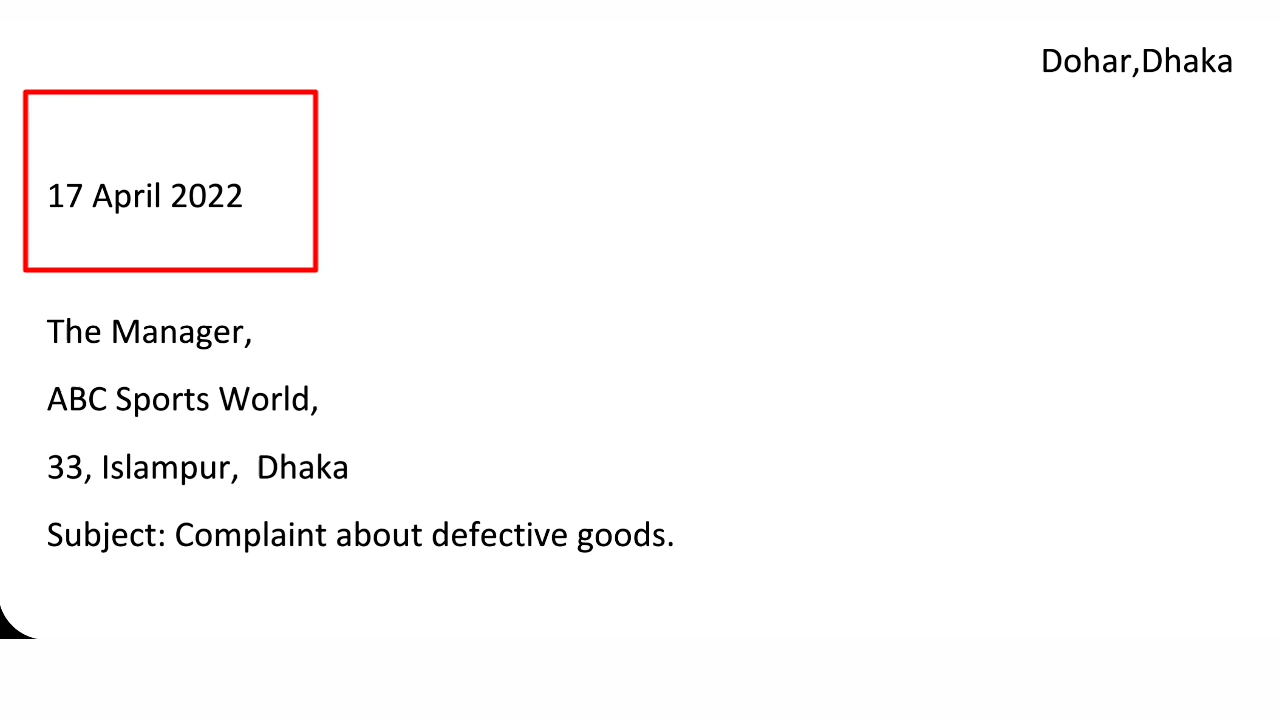 Dohar,Dhaka
17 April 2022
The Manager,
ABC Sports World,
33, Islampur,  Dhaka
Subject: Complaint about defective goods.